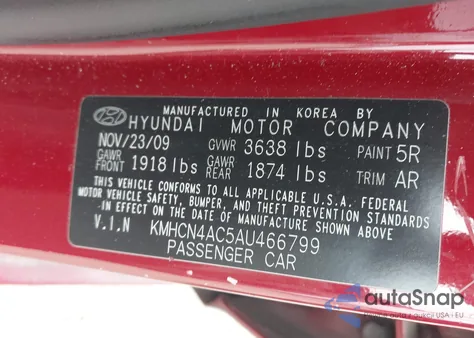 MANUFACTURED IN KOREA BY
HYUNDAI MOTOR COMPANY
NOV/23/09 GVWR 3638 lbs PAINT 5R
GAWR FRONT 1918 lbs GAWR REAR 1874 lbs TRIM AR
THIS VEHICLE CONFORMS TO ALL APPLICABLE U.S.A. FEDERAL
MOTOR VEHICLE SAFETY, BUMPER, AND THEFT PREVENTION STANDARDS
IN EFFECT ON THE DATE OF MANUFACTURE SHOWN ABOVE.
V.I.N KMHCN4AC5AU466799
PASSENGER CAR
autoSnap